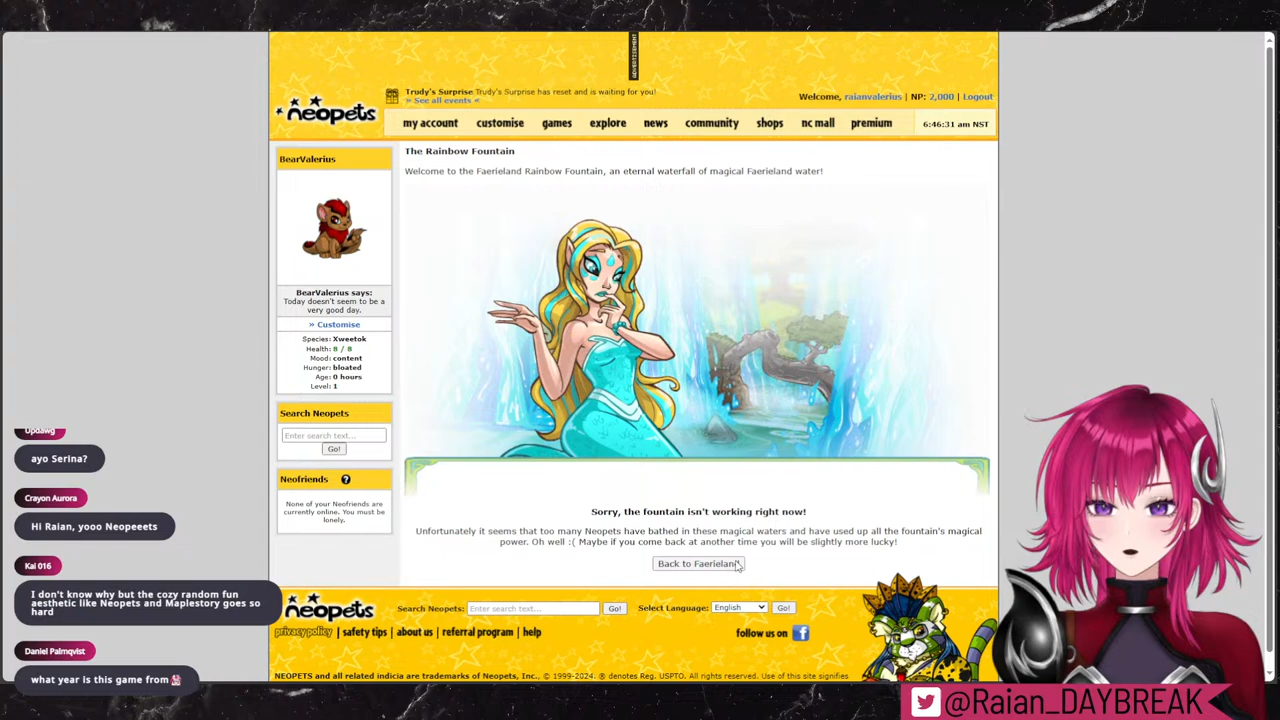 ADVERTISEMENT
Trudy's Surprise Trudy's Surprise has reset and is waiting for you!
» See all events «
Welcome, raianvalerius | NP: 2,000 | Logout
neopets
my account customise games explore news community shops nc mall premium 6:46:31 am NST
BearValerius
BearValerius says:
Today doesn't seem to be a
very good day.
» Customise
Species: Xweetok
Health: 8 / 8
Mood: content
Hunger: bloated
Age: 0 hours
Level: 1
Search Neopets
Enter search text...
Go!
Neofriends ?
None of your Neofriends are
currently online. You must be
lonely.
The Rainbow Fountain
Welcome to the Faerieland Rainbow Fountain, an eternal waterfall of magical Faerieland water!
Sorry, the fountain isn't working right now!
Unfortunately it seems that too many Neopets have bathed in these magical waters and have used up all the fountain's magical
power. Oh well :( Maybe if you come back at another time you will be slightly more lucky!
Back to Faerieland
neopets
Search Neopets: Enter search text... Go! Select Language: English Go!
privacy policy | safety tips | about us | referral program | help
follow us on f
NEOPETS and all related indicia are trademarks of Neopets, Inc., © 1999-2024. ® denotes Reg. USPTO. All rights reserved. Use of this site signifies
Updawg
ayo Serina?
Crayon Aurora
Hi Raian, yooo Neopeeets
Kai 016
I don't know why but the cozy random fun
aesthetic like Neopets and Maplestory goes so
hard
Daniel Palmqvist
what year is this game from
@Raian_DAYBREAK